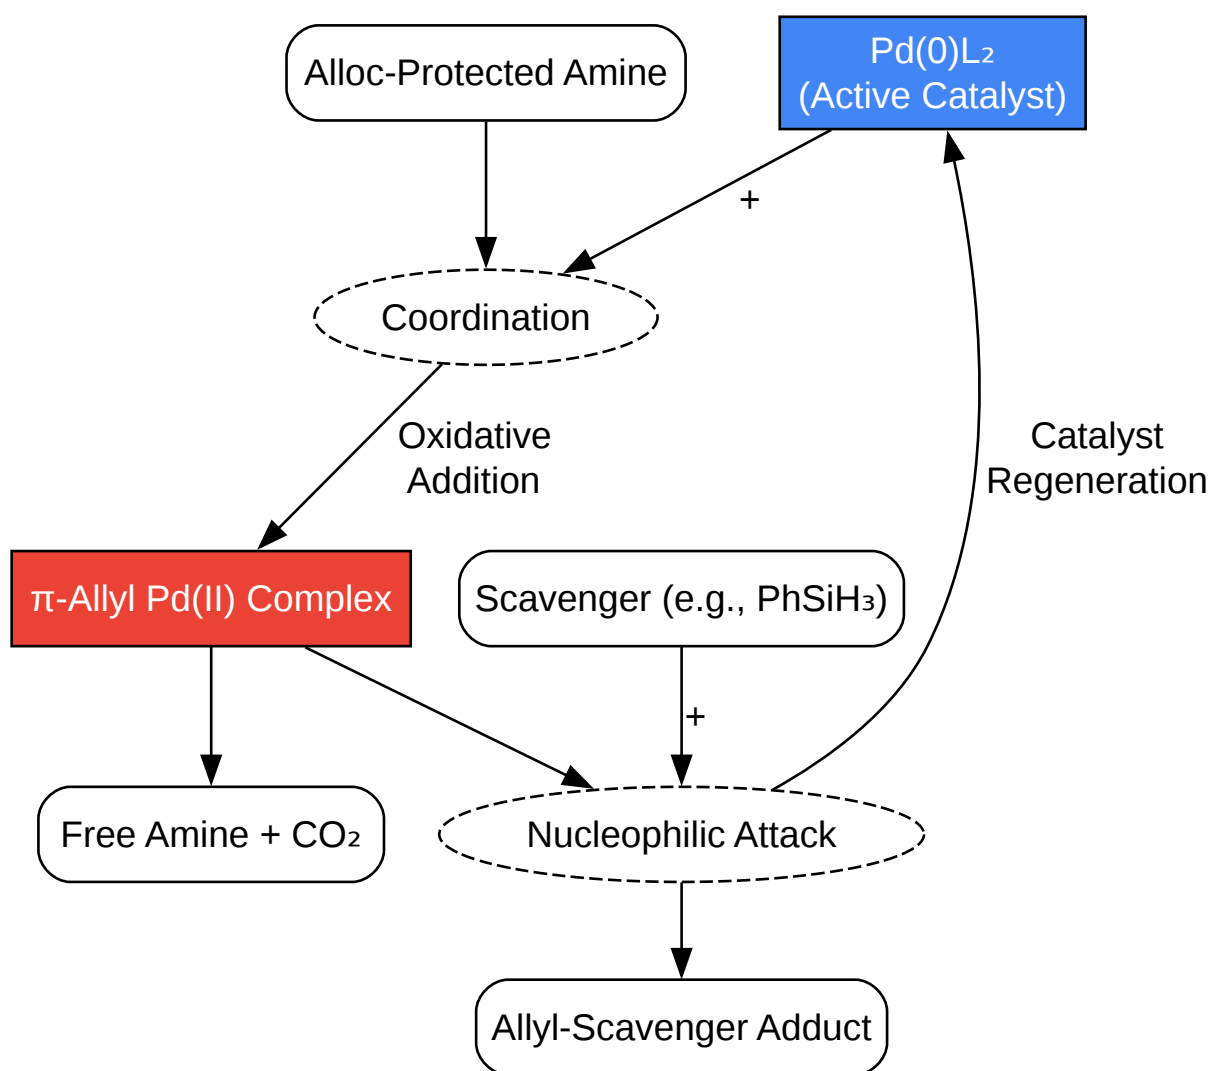 Alloc-Protected Amine
Pd(0)L₂
(Active Catalyst)
+
Coordination
Oxidative
Addition
Catalyst
Regeneration
π-Allyl Pd(II) Complex
Scavenger (e.g., PhSiH₃)
+
Free Amine + CO₂
Nucleophilic Attack
Allyl-Scavenger Adduct